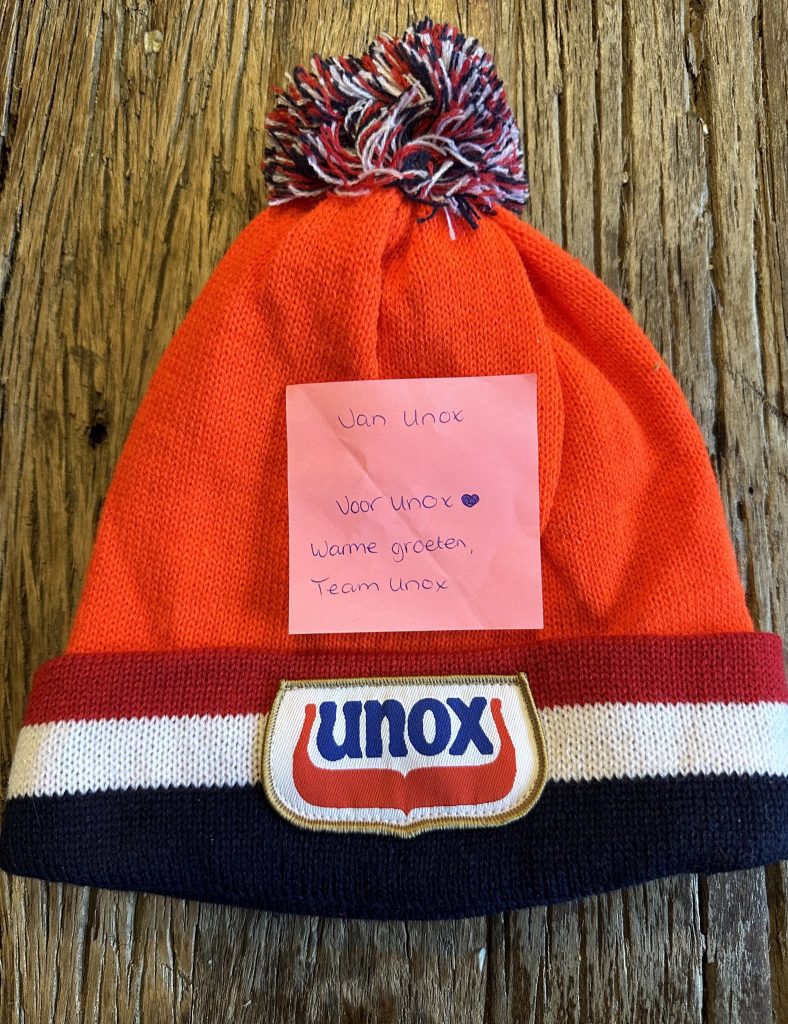 Van Unox
Voor Unox
Warme groeten,
Team Unox
unox